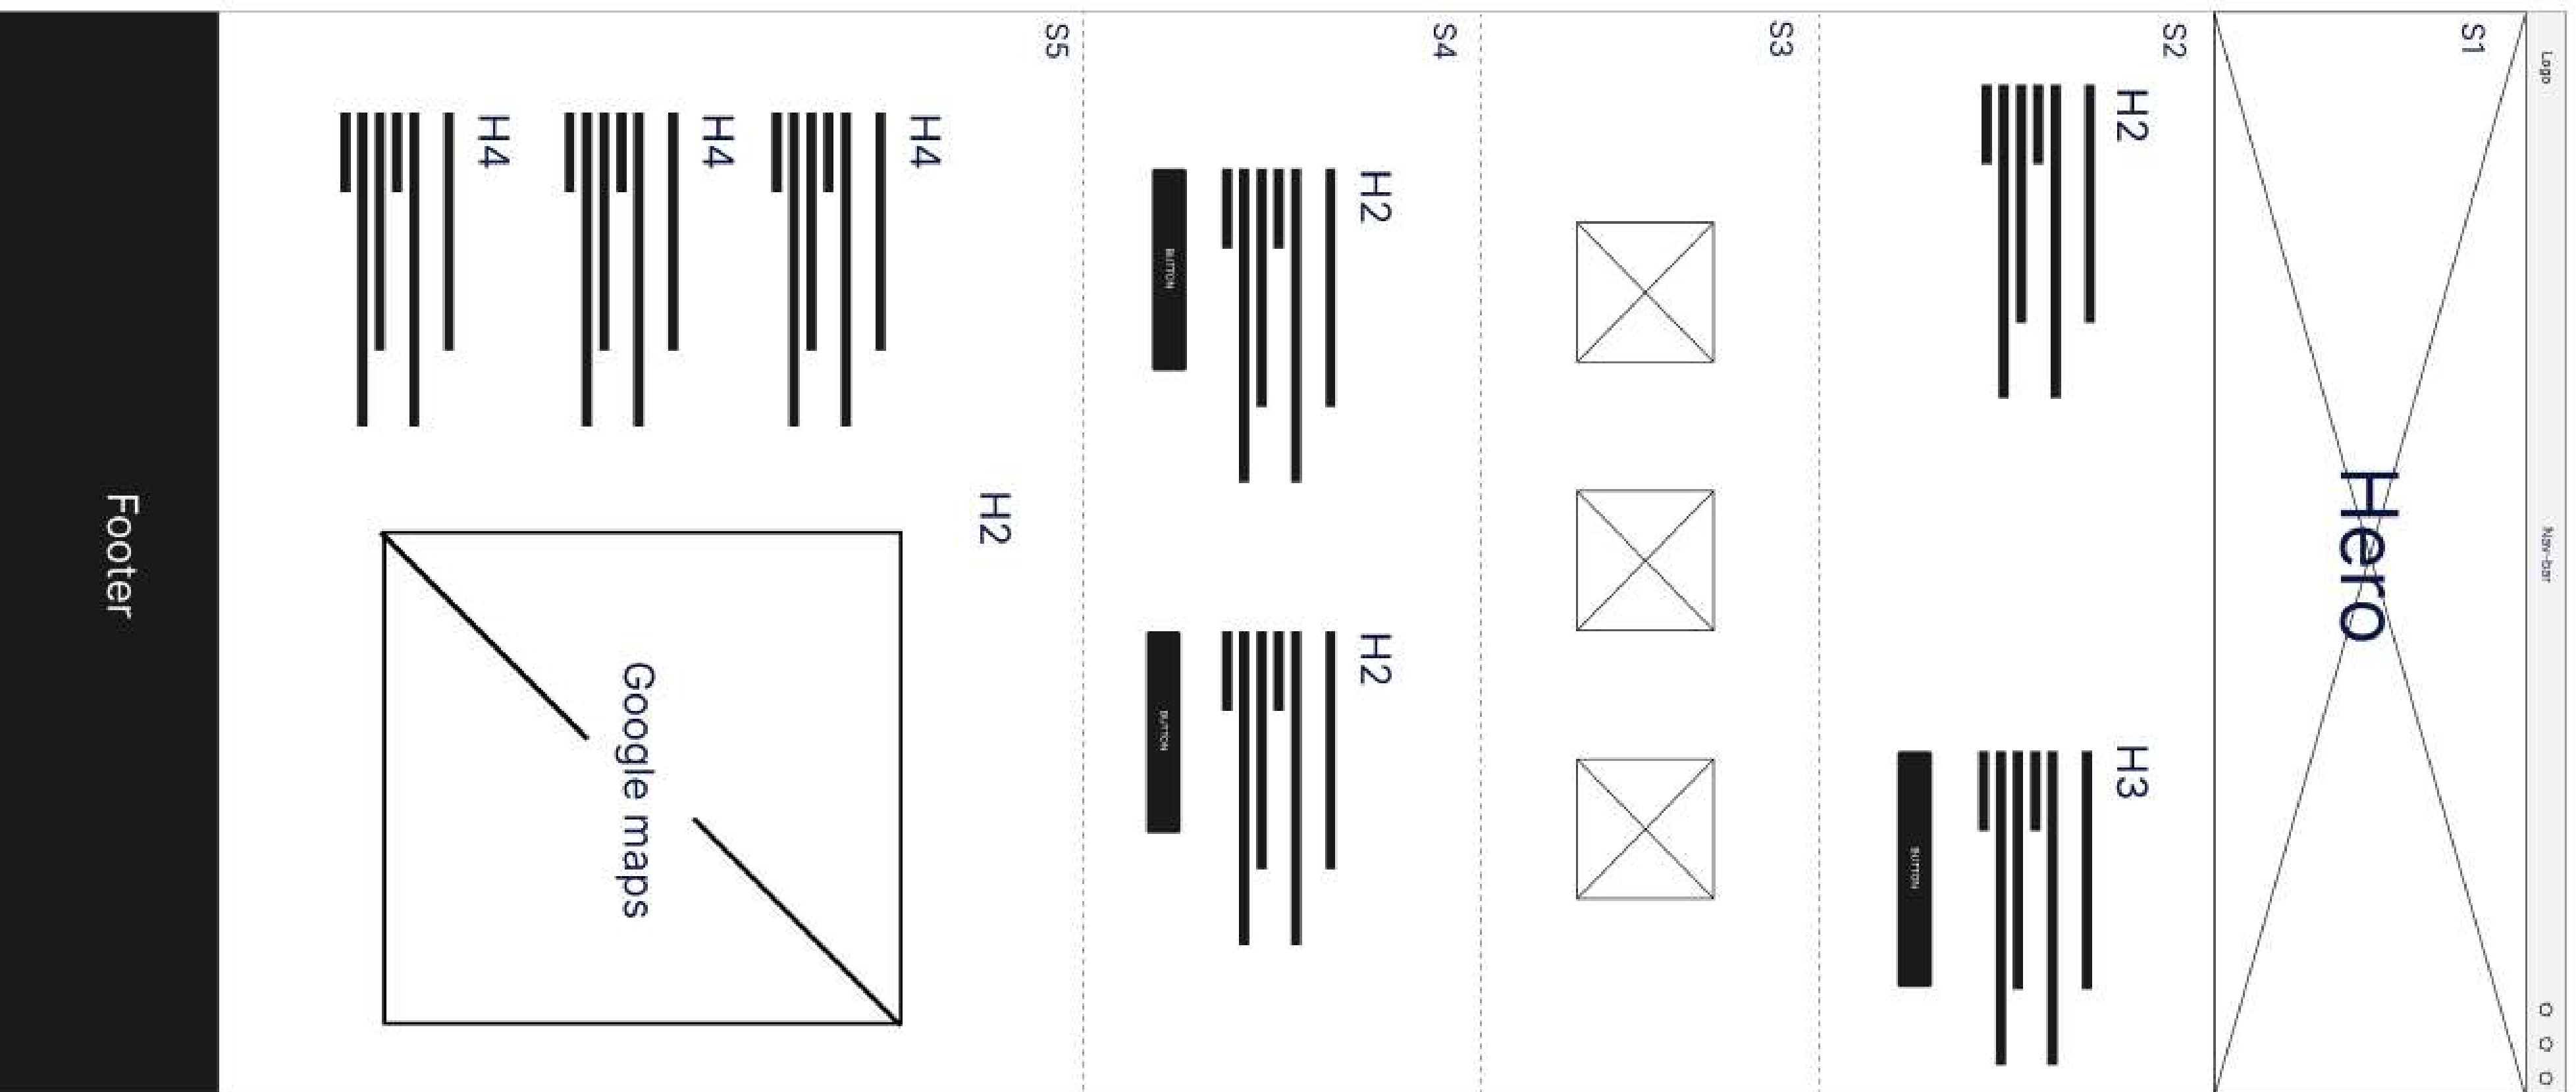 Logo
Nav-bar
S1
Hero
S2
H2
H3
BUTTON
S3
S4
H2
H2
BUTTON
BUTTON
S5
H2
H4
H4
H4
Google maps
Footer